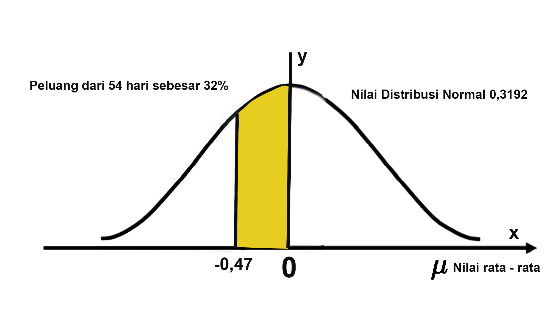 y
Peluang dari 54 hari sebesar 32%
Nilai Distribusi Normal 0,3192
x
-0,47
0
μ Nilai rata - rata